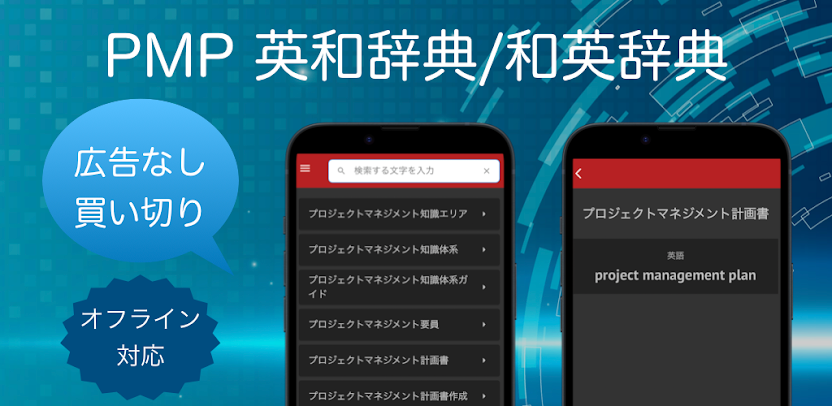 PMP 英和辞典/和英辞典
広告なし
買い切り
オフライン
対応
検索する文字を入力
プロジェクトマネジメント知識エリア
プロジェクトマネジメント知識体系
プロジェクトマネジメント知識体系ガ
イド
プロジェクトマネジメント要員
プロジェクトマネジメント計画書
プロジェクトマネジメント計画書作成
プロジェクトマネジメント計画書
英語
project management plan